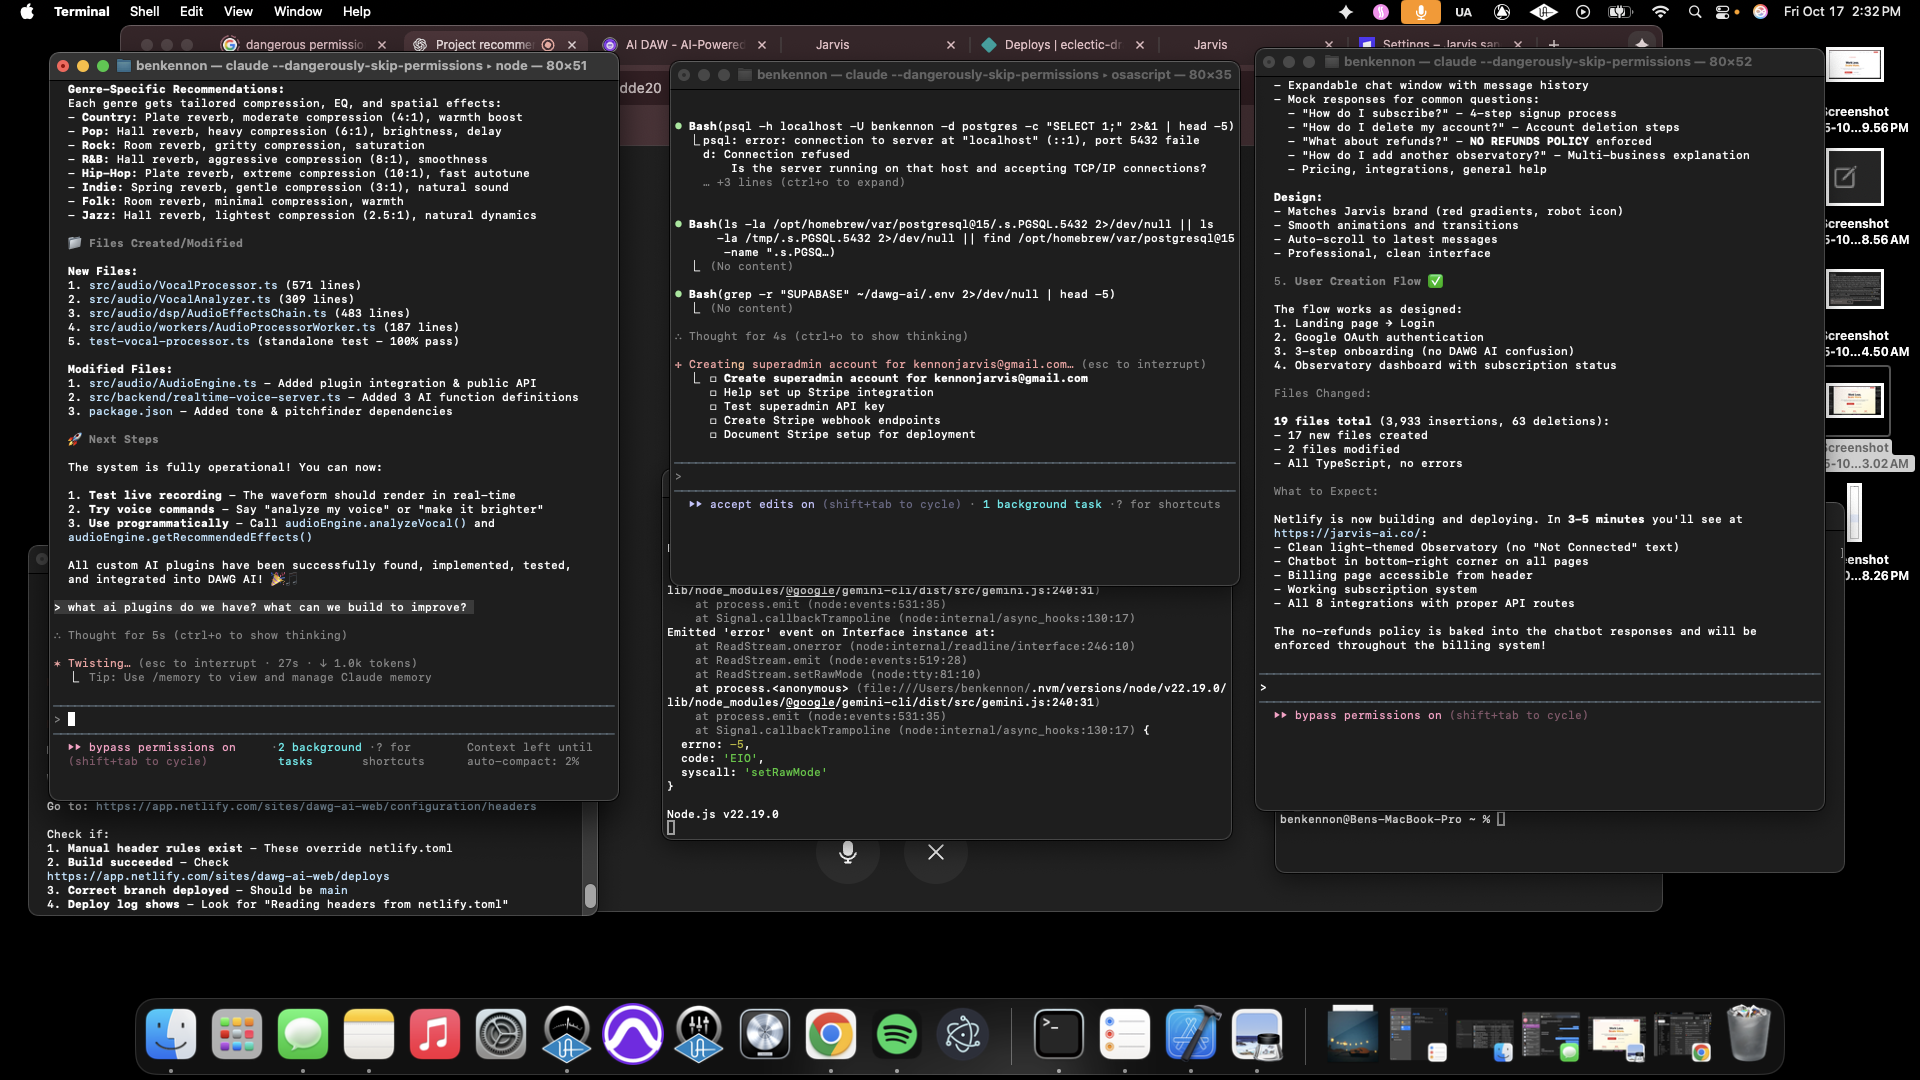 Terminal Shell Edit View Window Help
UA Fri Oct 17 2:32 PM
dangerous permissio
Project recomme
AI DAW - AI-Powered
Jarvis
Deploys | eclectic-dr
Jarvis
Settings – Jarvis san
benkennon — claude --dangerously-skip-permissions ▸ node — 80×51
Genre-Specific Recommendations:
Each genre gets tailored compression, EQ, and spatial effects:
– Country: Plate reverb, moderate compression (4:1), warmth boost
– Pop: Hall reverb, heavy compression (6:1), brightness, delay
– Rock: Room reverb, gritty compression, saturation
– R&B: Hall reverb, aggressive compression (8:1), smoothness
– Hip-Hop: Plate reverb, extreme compression (10:1), fast autotune
– Indie: Spring reverb, gentle compression (3:1), natural sound
– Folk: Room reverb, minimal compression, warmth
– Jazz: Hall reverb, lightest compression (2.5:1), natural dynamics
📁 Files Created/Modified
New Files:
1. src/audio/VocalProcessor.ts (571 lines)
2. src/audio/VocalAnalyzer.ts (309 lines)
3. src/audio/dsp/AudioEffectsChain.ts (483 lines)
4. src/audio/workers/AudioProcessorWorker.ts (187 lines)
5. test-vocal-processor.ts (standalone test – 100% pass)
Modified Files:
1. src/audio/AudioEngine.ts – Added plugin integration & public API
2. src/backend/realtime-voice-server.ts – Added 3 AI function definitions
3. package.json – Added tone & pitchfinder dependencies
🚀 Next Steps
The system is fully operational! You can now:
1. Test live recording – The waveform should render in real-time
2. Try voice commands – Say "analyze my voice" or "make it brighter"
3. Use programmatically – Call audioEngine.analyzeVocal() and
audioEngine.getRecommendedEffects()
All custom AI plugins have been successfully found, implemented, tested,
and integrated into DAWG AI! 🎉🎵
> what ai plugins do we have? what can we build to improve?
∴ Thought for 5s (ctrl+o to show thinking)
✶ Twisting… (esc to interrupt · 27s · ↓ 1.0k tokens)
⎿ Tip: Use /memory to view and manage Claude memory
>
▸▸ bypass permissions on ·2 background ·? for Context left until
(shift+tab to cycle) tasks shortcuts auto-compact: 2%
Go to: https://app.netlify.com/sites/dawg-ai-web/configuration/headers
Check if:
1. Manual header rules exist – These override netlify.toml
2. Build succeeded – Check
https://app.netlify.com/sites/dawg-ai-web/deploys
3. Correct branch deployed – Should be main
4. Deploy log shows – Look for "Reading headers from netlify.toml"
dde20
benkennon — claude --dangerously-skip-permissions ▸ osascript — 80×35
● Bash(psql -h localhost -U benkennon -d postgres -c "SELECT 1;" 2>&1 | head -5)
⎿ psql: error: connection to server at "localhost" (::1), port 5432 faile
d: Connection refused
Is the server running on that host and accepting TCP/IP connections?
… +3 lines (ctrl+o to expand)
● Bash(ls -la /opt/homebrew/var/postgresql@15/.s.PGSQL.5432 2>/dev/null || ls
-la /tmp/.s.PGSQL.5432 2>/dev/null || find /opt/homebrew/var/postgresql@15
-name ".s.PGSQ…)
⎿ (No content)
● Bash(grep -r "SUPABASE" ~/dawg-ai/.env 2>/dev/null | head -5)
⎿ (No content)
∴ Thought for 4s (ctrl+o to show thinking)
+ Creating superadmin account for kennonjarvis@gmail.com… (esc to interrupt)
⎿ □ Create superadmin account for kennonjarvis@gmail.com
□ Help set up Stripe integration
□ Test superadmin API key
□ Create Stripe webhook endpoints
□ Document Stripe setup for deployment
>
▸▸ accept edits on (shift+tab to cycle) · 1 background task ·? for shortcuts
lib/node_modules/@google/gemini-cli/dist/src/gemini.js:240:31)
at process.emit (node:events:531:35)
at Signal.callbackTrampoline (node:internal/async_hooks:130:17)
Emitted 'error' event on Interface instance at:
at ReadStream.onerror (node:internal/readline/interface:246:10)
at ReadStream.emit (node:events:519:28)
at ReadStream.setRawMode (node:tty:81:10)
at process.<anonymous> (file:///Users/benkennon/.nvm/versions/node/v22.19.0/
lib/node_modules/@google/gemini-cli/dist/src/gemini.js:240:31)
at process.emit (node:events:531:35)
at Signal.callbackTrampoline (node:internal/async_hooks:130:17) {
errno: -5,
code: 'EIO',
syscall: 'setRawMode'
}
Node.js v22.19.0
benkennon — claude --dangerously-skip-permissions — 80×52
– Expandable chat window with message history
– Mock responses for common questions:
– "How do I subscribe?" – 4-step signup process
– "How do I delete my account?" – Account deletion steps
– "What about refunds?" – NO REFUNDS POLICY enforced
– "How do I add another observatory?" – Multi-business explanation
– Pricing, integrations, general help
Design:
– Matches Jarvis brand (red gradients, robot icon)
– Smooth animations and transitions
– Auto-scroll to latest messages
– Professional, clean interface
5. User Creation Flow ✅
The flow works as designed:
1. Landing page → Login
2. Google OAuth authentication
3. 3-step onboarding (no DAWG AI confusion)
4. Observatory dashboard with subscription status
Files Changed:
19 files total (3,933 insertions, 63 deletions):
– 17 new files created
– 2 files modified
– All TypeScript, no errors
What to Expect:
Netlify is now building and deploying. In 3-5 minutes you'll see at
https://jarvis-ai.co/:
– Clean light-themed Observatory (no "Not Connected" text)
– Chatbot in bottom-right corner on all pages
– Billing page accessible from header
– Working subscription system
– All 8 integrations with proper API routes
The no-refunds policy is baked into the chatbot responses and will be
enforced throughout the billing system!
>
▸▸ bypass permissions on (shift+tab to cycle)
benkennon@Bens-MacBook-Pro ~ %
Screenshot
5-10...9.56 PM
Screenshot
5-10...8.56 AM
Screenshot
5-10...4.50 AM
Screenshot
5-10...3.02 AM
enshot
0...8.26 PM